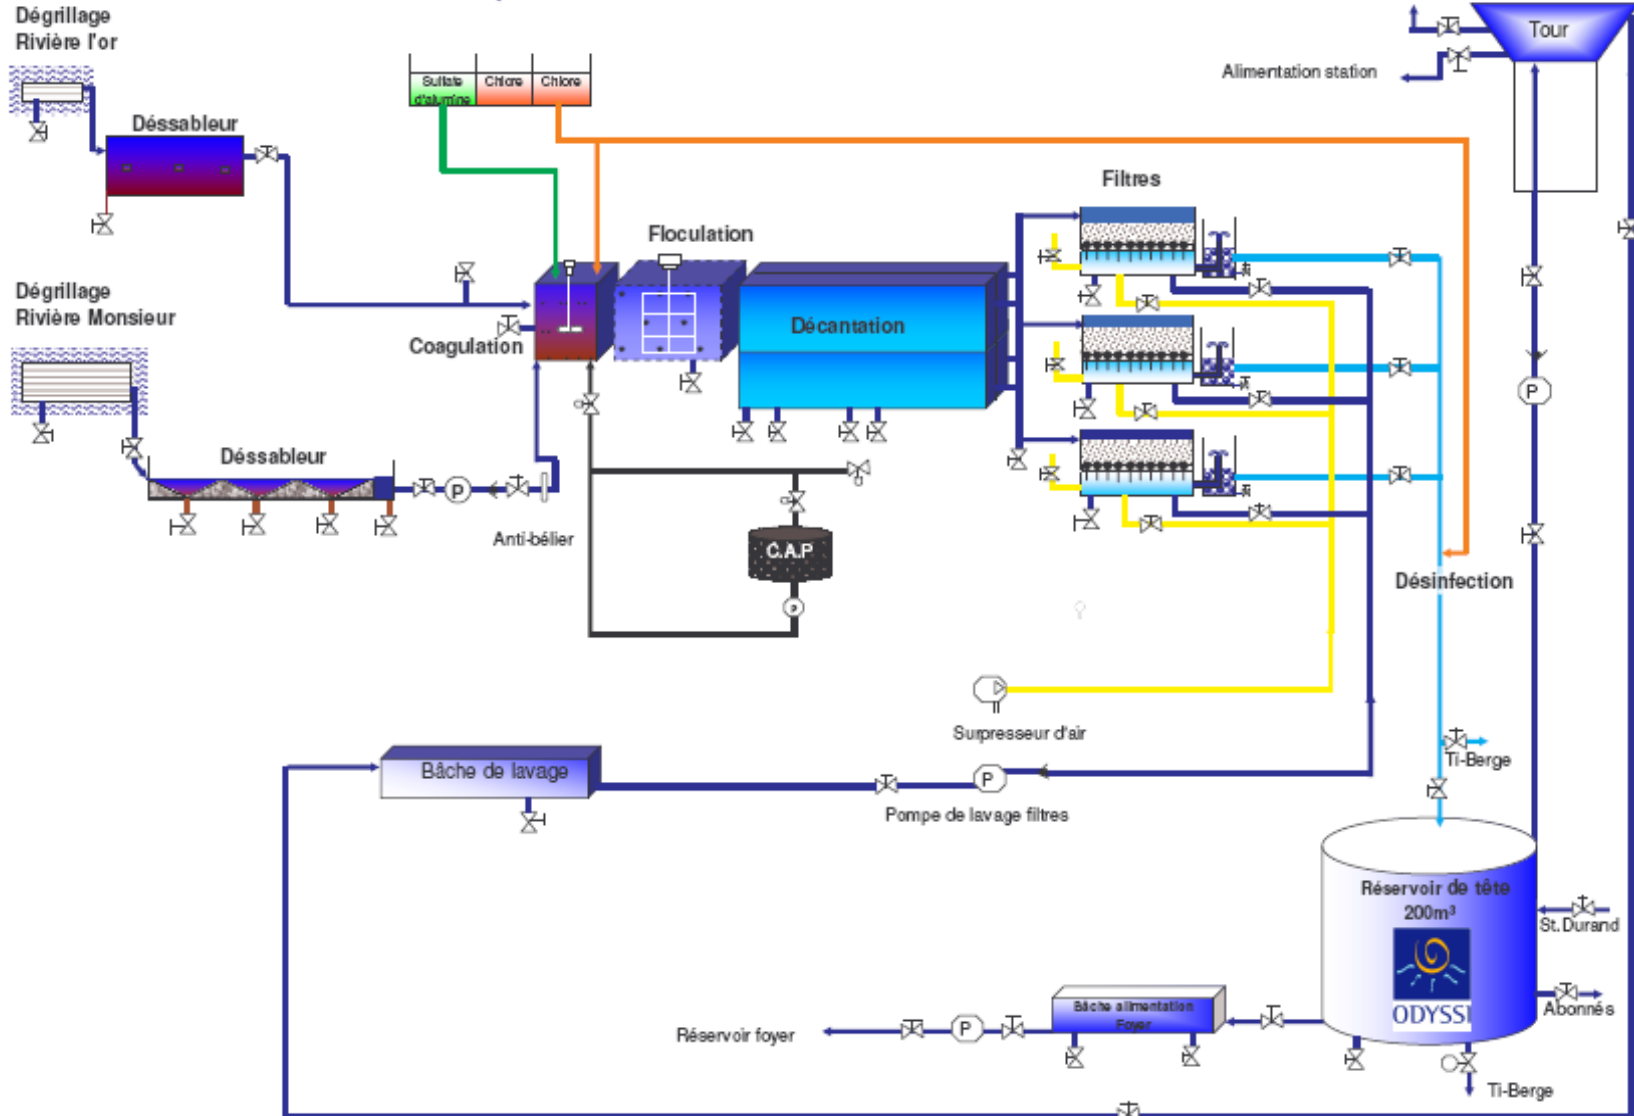 Dégrillage
Rivière l'or
Sulfate
d'alumine
Chlore
Chlore
Tour
Alimentation station
Déssableur
Filtres
Floculation
Dégrillage
Rivière Monsieur
Coagulation
Décantation
Déssableur
P
P
Anti-bélier
C.A.P
P
Désinfection
Surpresseur d'air
Ti-Berge
Bâche de lavage
P
Pompe de lavage filtres
Réservoir de tête
200m³
St.Durand
ODYSSI
Abonnés
Bâche alimentation
Foyer
Réservoir foyer
P
Ti-Berge